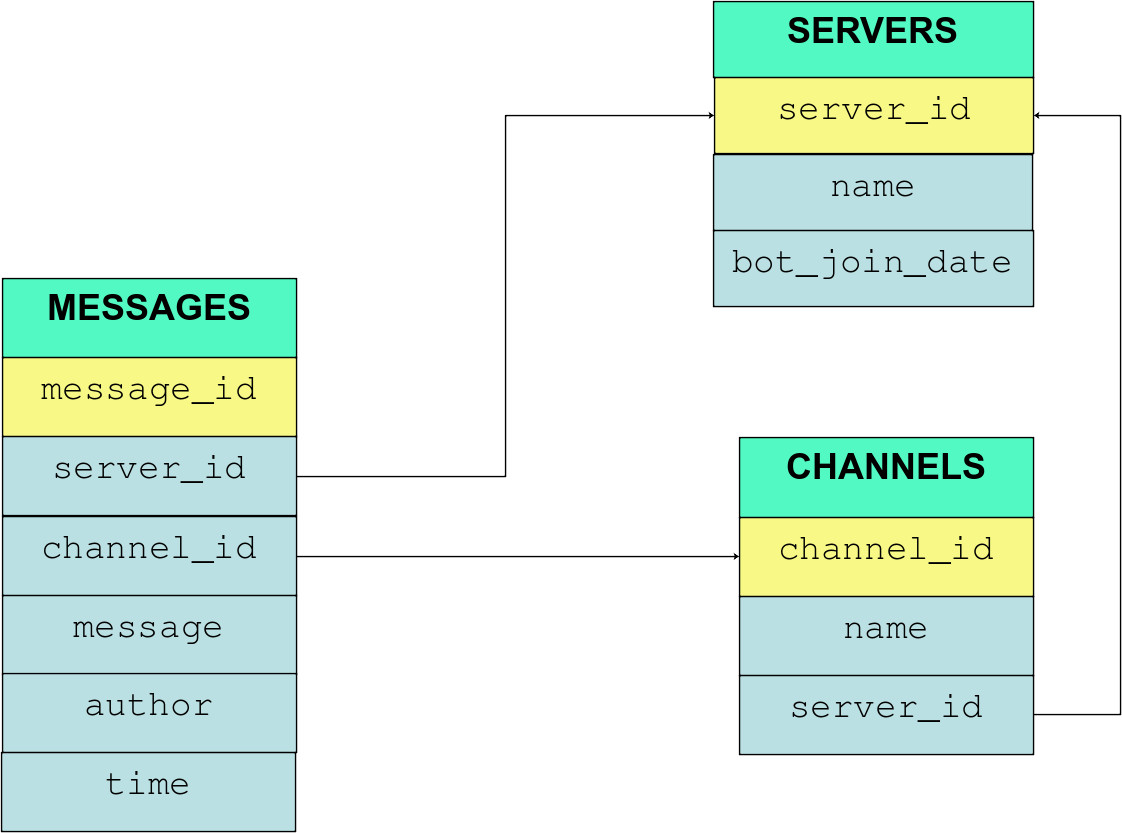 SERVERS
server_id
name
bot_join_date
MESSAGES
message_id
server_id
channel_id
message
author
time
CHANNELS
channel_id
name
server_id